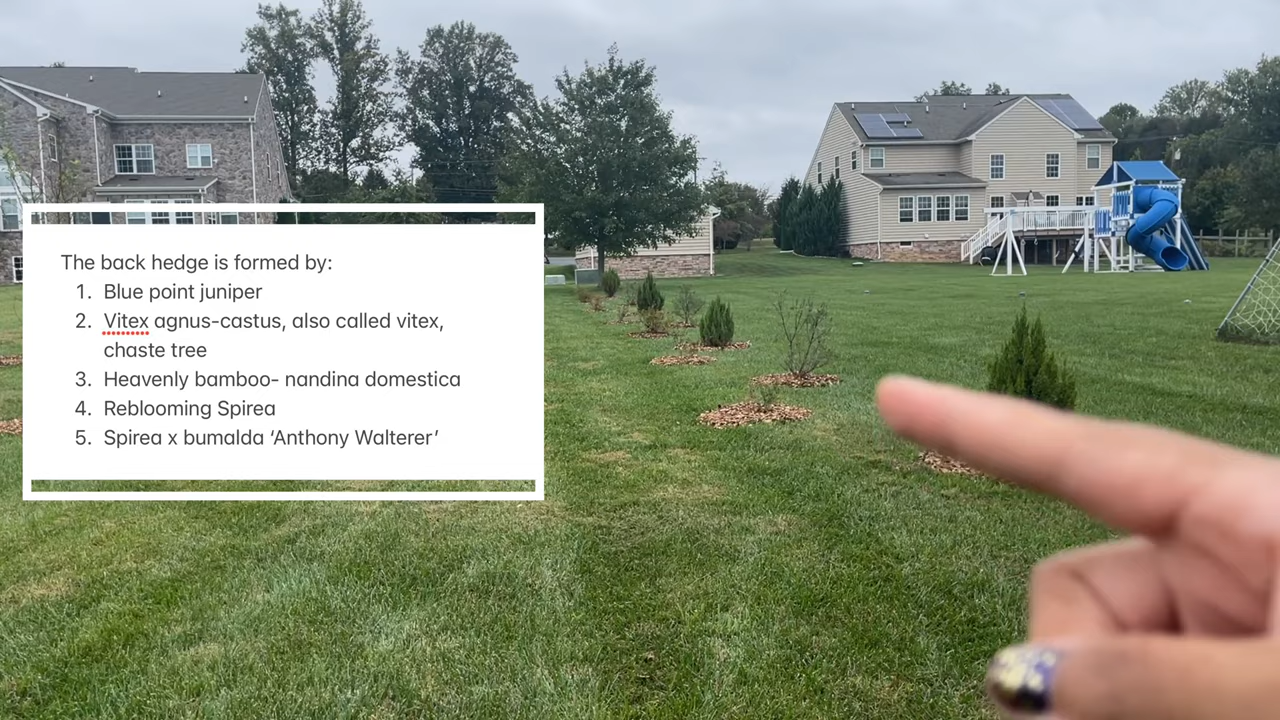 The back hedge is formed by:
1. Blue point juniper
2. Vitex agnus-castus, also called vitex,
chaste tree
3. Heavenly bamboo- nandina domestica
4. Reblooming Spirea
5. Spirea x bumalda ‘Anthony Walterer’